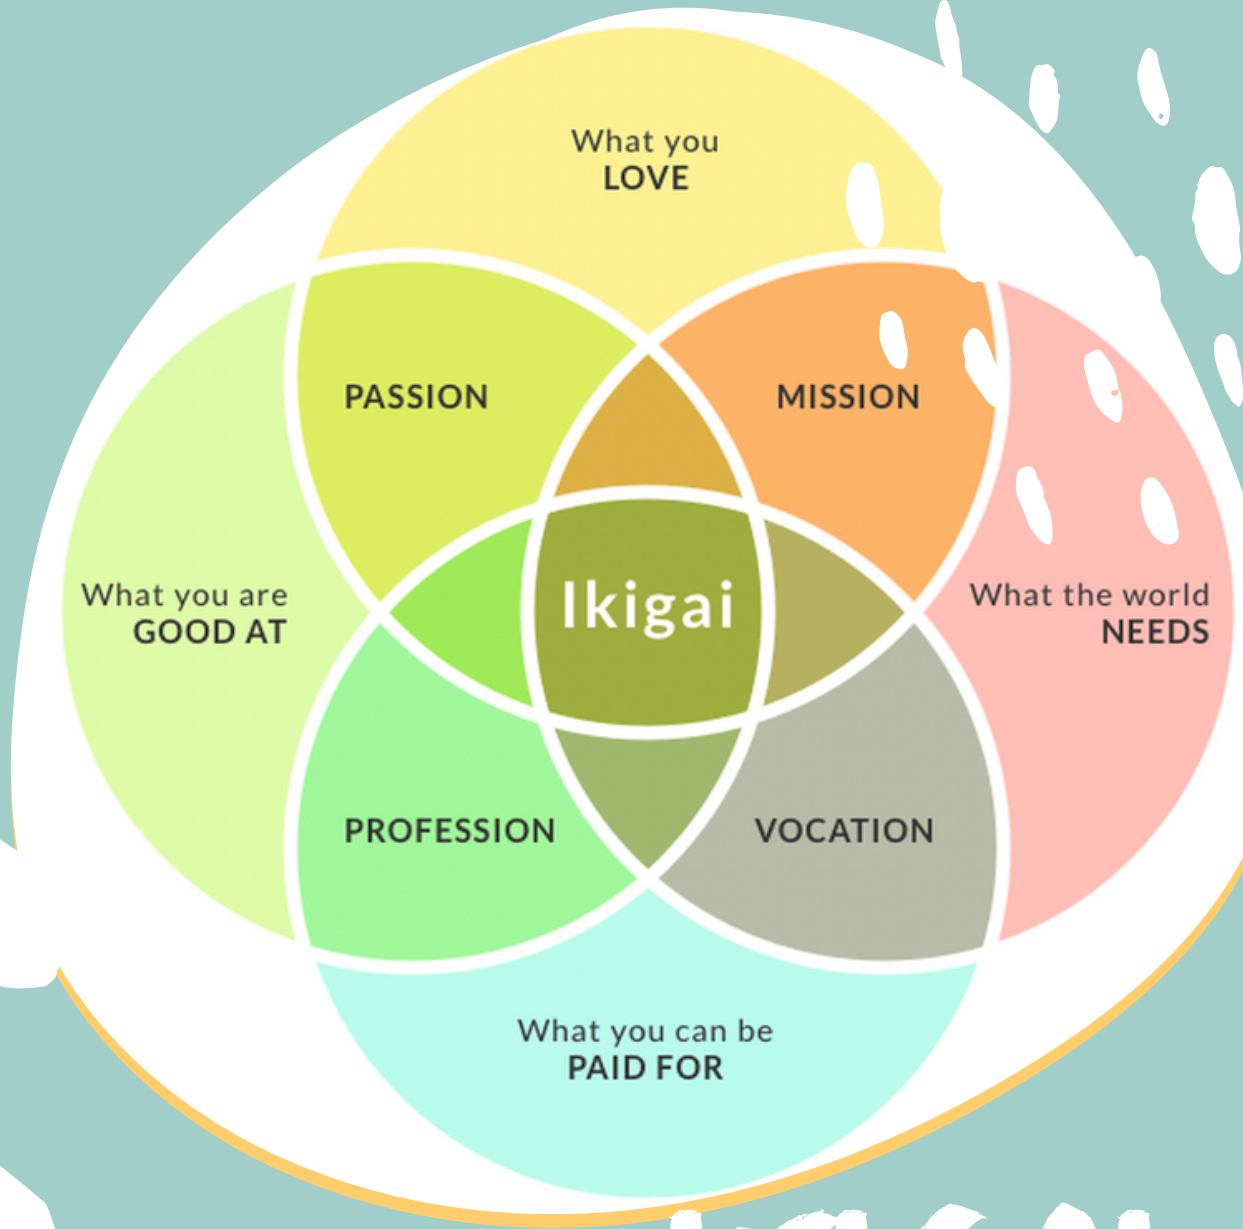 What you
LOVE
PASSION
MISSION
What you are
GOOD AT
Ikigai
What the world
NEEDS
PROFESSION
VOCATION
What you can be
PAID FOR